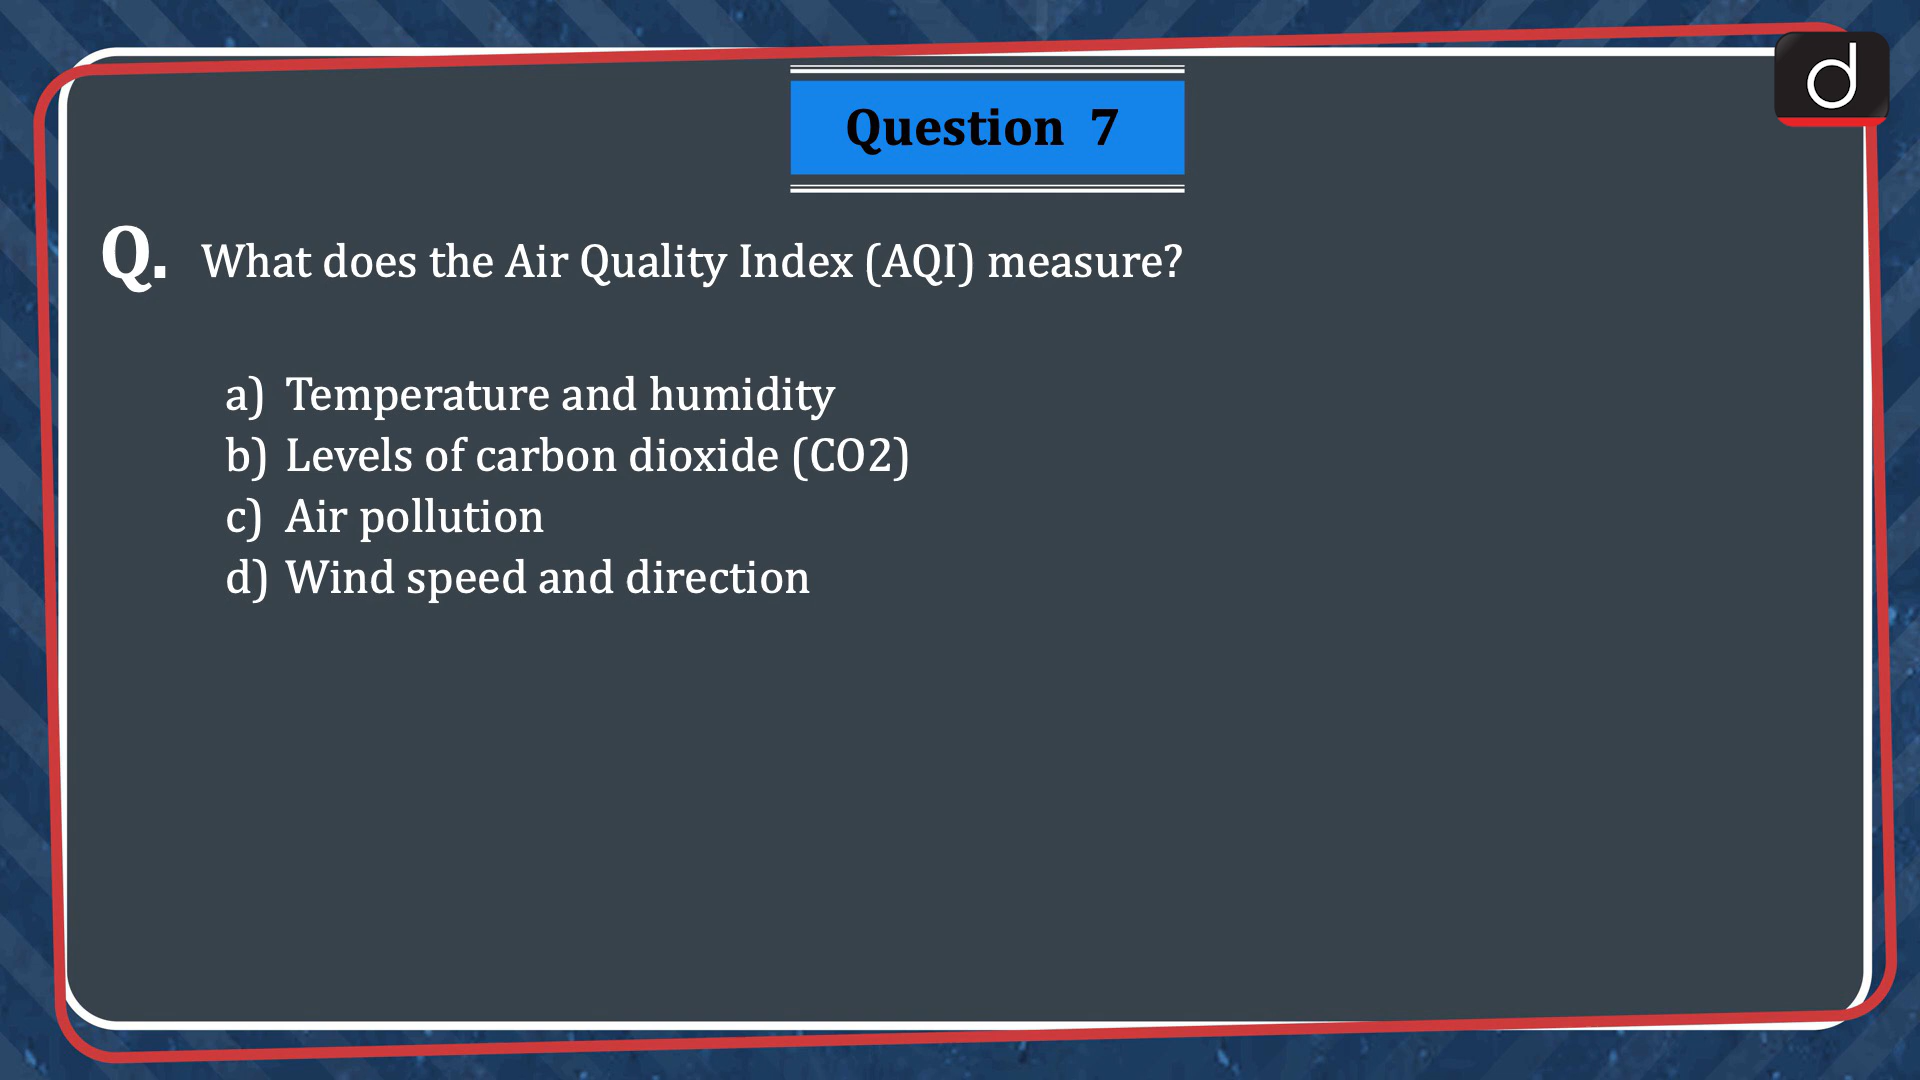 d
Question 7
Q. What does the Air Quality Index (AQI) measure?
a) Temperature and humidity
b) Levels of carbon dioxide (CO2)
c) Air pollution
d) Wind speed and direction